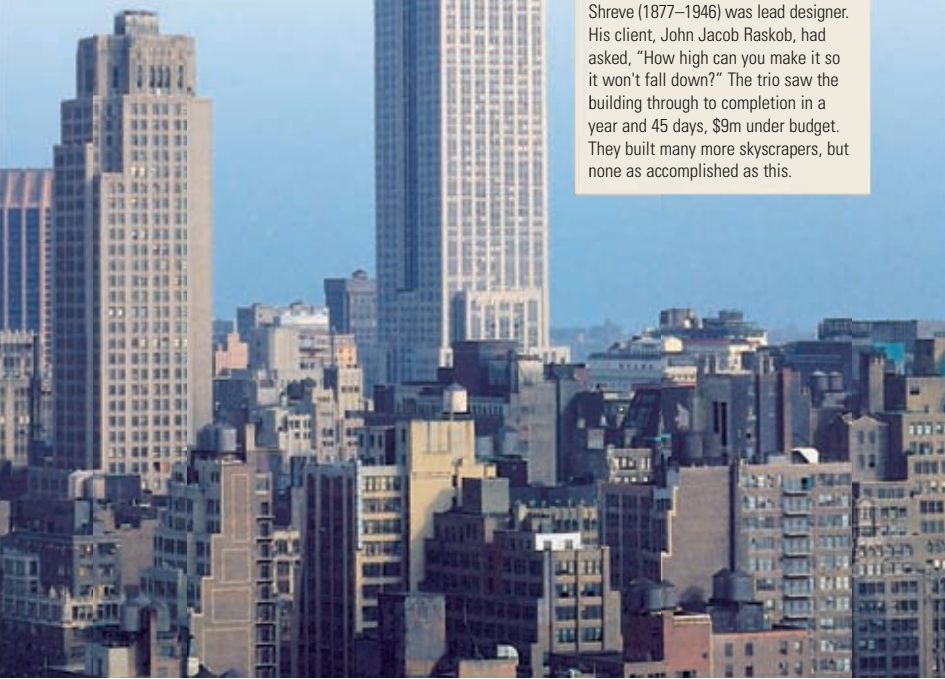 Shreve (1877–1946) was lead designer.
His client, John Jacob Raskob, had
asked, “How high can you make it so
it won't fall down?” The trio saw the
building through to completion in a
year and 45 days, $9m under budget.
They built many more skyscrapers, but
none as accomplished as this.